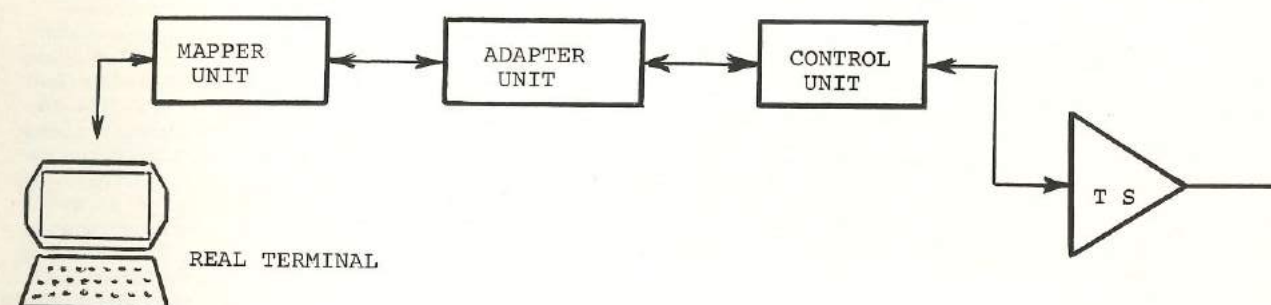 MAPPER
UNIT
ADAPTER
UNIT
CONTROL
UNIT
T S
REAL TERMINAL